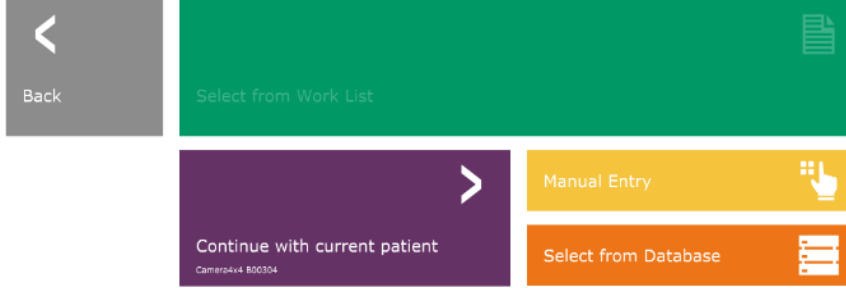 Back
Select from Work List
Continue with current patient
Camera4x4 B00304
Manual Entry
Select from Database